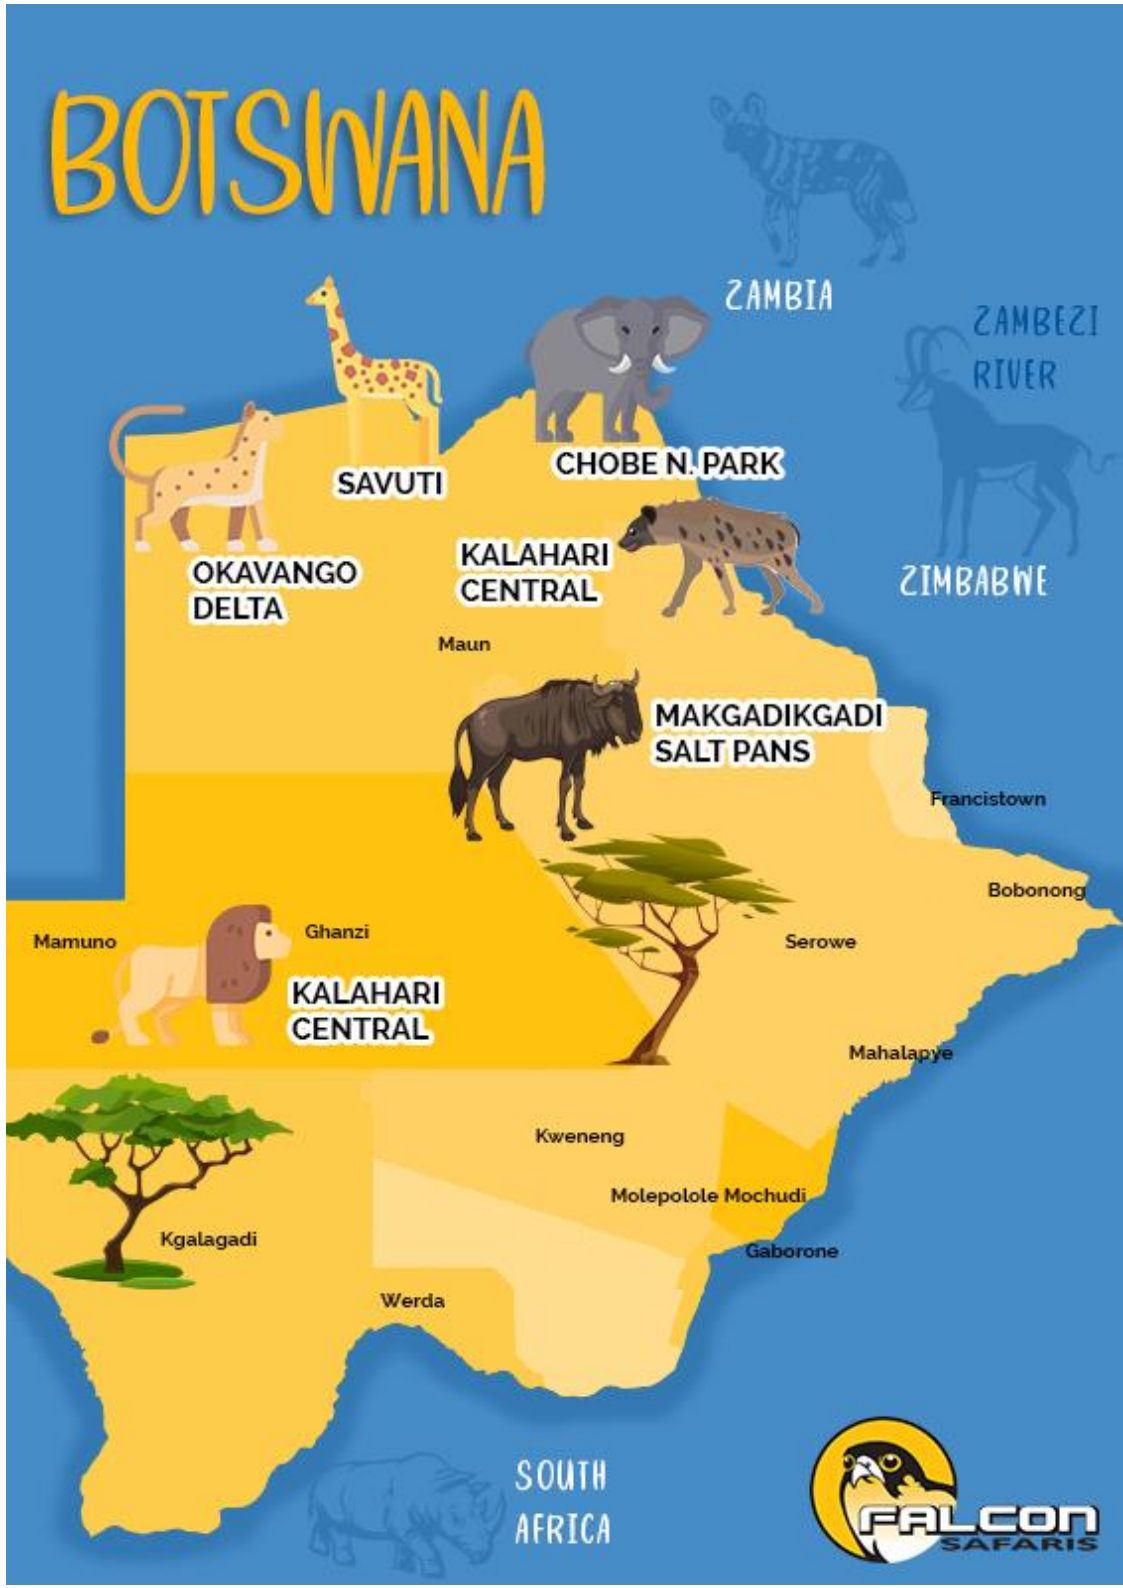 BOTSWANA
ZAMBIA
ZAMBEZI
RIVER
CHOBE N. PARK
SAVUTI
KALAHARI
CENTRAL
OKAVANGO
DELTA
ZIMBABWE
Maun
MAKGADIKGADI
SALT PANS
Francistown
Bobonong
Mamuno
Ghanzi
Serowe
KALAHARI
CENTRAL
Mahalapye
Kweneng
Molepolole Mochudi
Kgalagadi
Gaborone
Werda
SOUTH
AFRICA
FALCON
SAFARIS